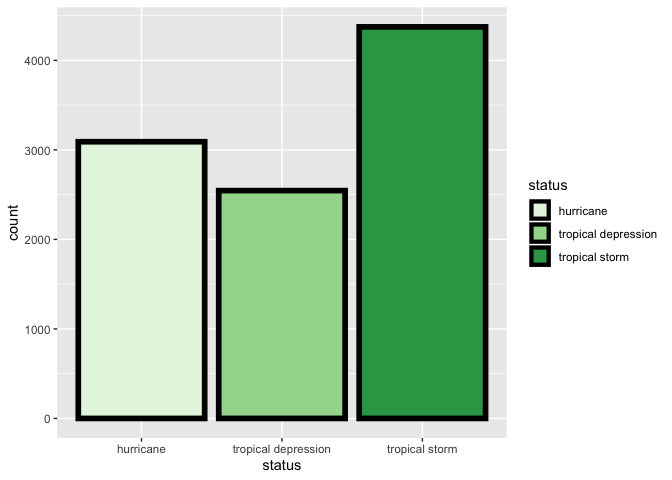 4000
3000
2000
1000
0
count
hurricane
tropical depression
tropical storm
status
status
hurricane
tropical depression
tropical storm